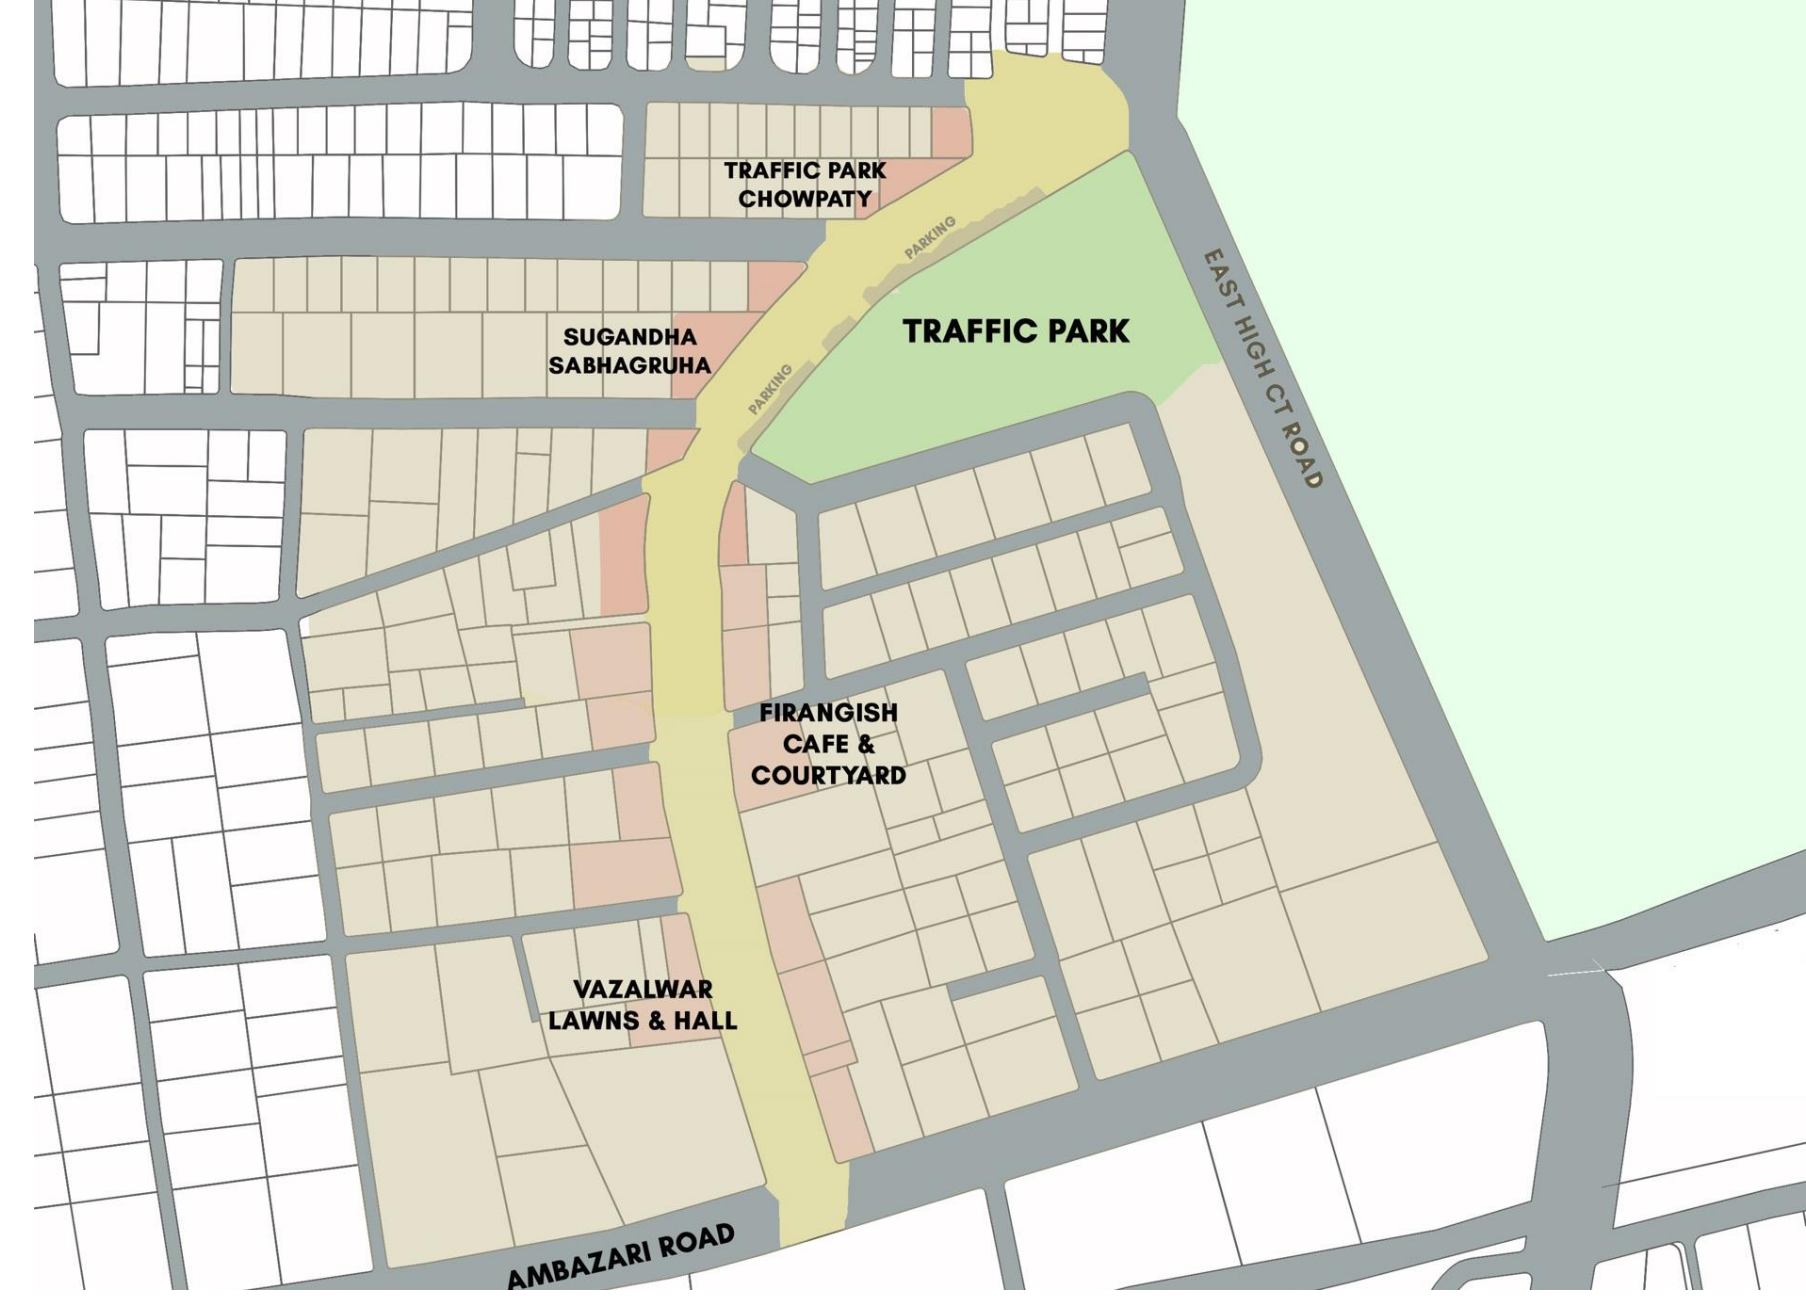 TRAFFIC PARK
CHOWPATY
PARKING
EAST HIGH CT ROAD
TRAFFIC PARK
SUGANDHA
SABHAGRUHA
PARKING
FIRANGISH
CAFE &
COURTYARD
VAZALWAR
LAWNS & HALL
AMBAZARI ROAD